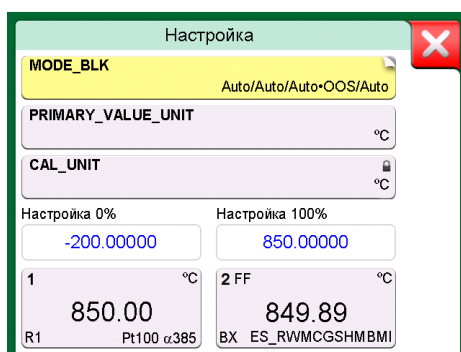 Настройка
MODE_BLK
Auto/Auto/Auto•OOS/Auto
PRIMARY_VALUE_UNIT
°C
CAL_UNIT
°C
Настройка 0% Настройка 100%
-200.00000 850.00000
1 °C 2 FF °C
850.00 849.89
R1 Pt100 α385 BX ES_RWMCGSHMBMI